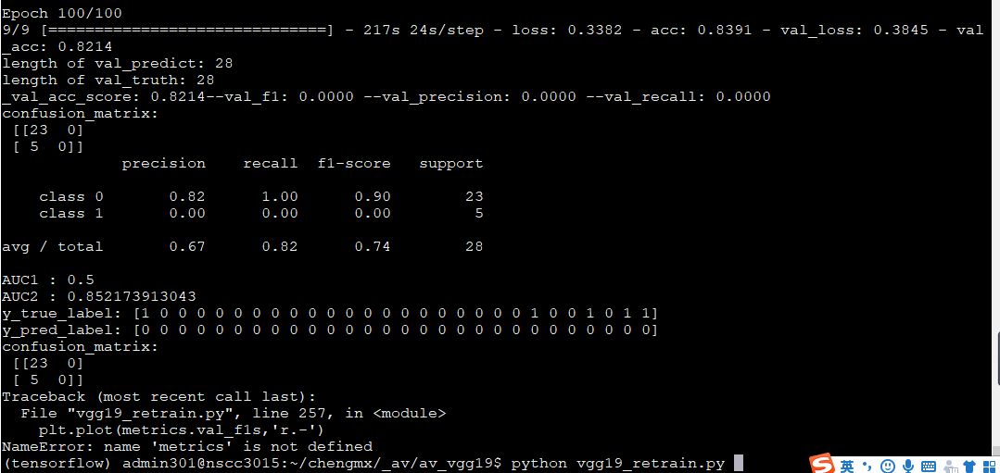 Epoch 100/100
9/9 [==============================] - 217s 24s/step - loss: 0.3382 - acc: 0.8391 - val_loss: 0.3845 - val
_acc: 0.8214
length of val_predict: 28
length of val_truth: 28
_val_acc_score: 0.8214--val_f1: 0.0000 --val_precision: 0.0000 --val_recall: 0.0000
confusion_matrix:
 [[23  0]
 [ 5  0]]
             precision    recall  f1-score   support

    class 0       0.82      1.00      0.90        23
    class 1       0.00      0.00      0.00         5

avg / total       0.67      0.82      0.74        28

AUC1 : 0.5
AUC2 : 0.852173913043
y_true_label: [1 0 0 0 0 0 0 0 0 0 0 0 0 0 0 0 0 0 0 0 0 1 0 0 1 0 1 1]
y_pred_label: [0 0 0 0 0 0 0 0 0 0 0 0 0 0 0 0 0 0 0 0 0 0 0 0 0 0 0 0]
confusion_matrix:
 [[23  0]
 [ 5  0]]
Traceback (most recent call last):
  File "vgg19_retrain.py", line 257, in <module>
    plt.plot(metrics.val_f1s,'r.-')
NameError: name 'metrics' is not defined
(tensorflow) admin301@nscc3015:~/chengmx/_av/av_vgg19$ python vgg19_retrain.py
S 英